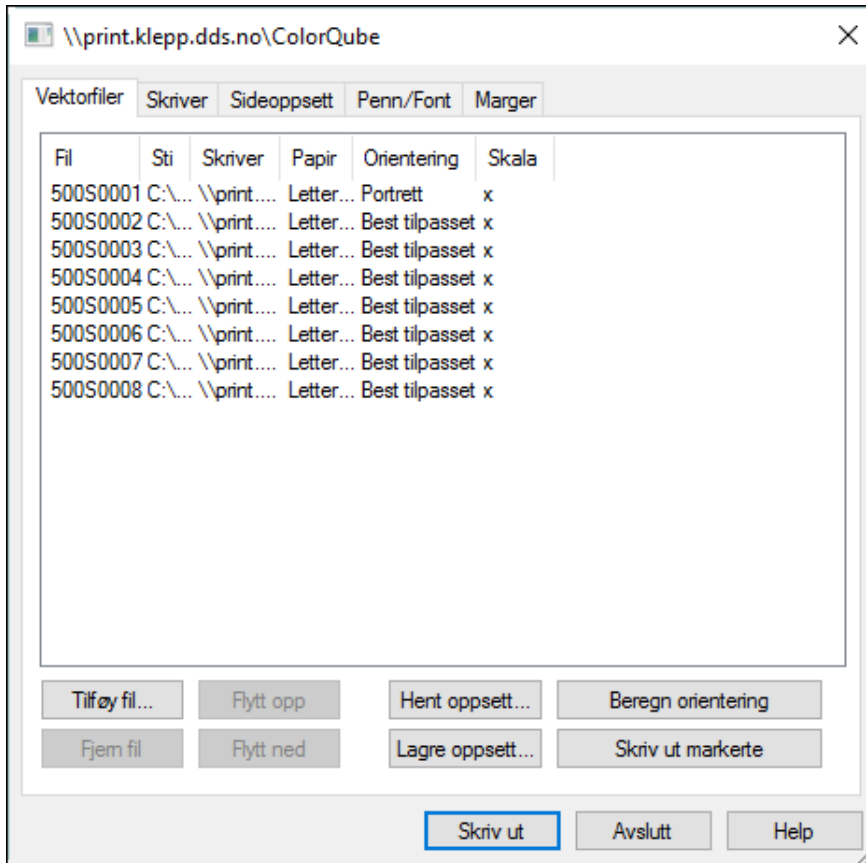 \\print.klepp.dds.no\ColorQube
Vektorfiler Skriver Sideoppsett Penn/Font Marger
Fil Sti Skriver Papir Orientering Skala
500S0001 C:\... \\print.... Letter... Portrett x
500S0002 C:\... \\print.... Letter... Best tilpasset x
500S0003 C:\... \\print.... Letter... Best tilpasset x
500S0004 C:\... \\print.... Letter... Best tilpasset x
500S0005 C:\... \\print.... Letter... Best tilpasset x
500S0006 C:\... \\print.... Letter... Best tilpasset x
500S0007 C:\... \\print.... Letter... Best tilpasset x
500S0008 C:\... \\print.... Letter... Best tilpasset x
Tilføy fil... Flytt opp Hent oppsett... Beregn orientering
Fjern fil Flytt ned Lagre oppsett... Skriv ut markerte
Skriv ut Avslutt Help